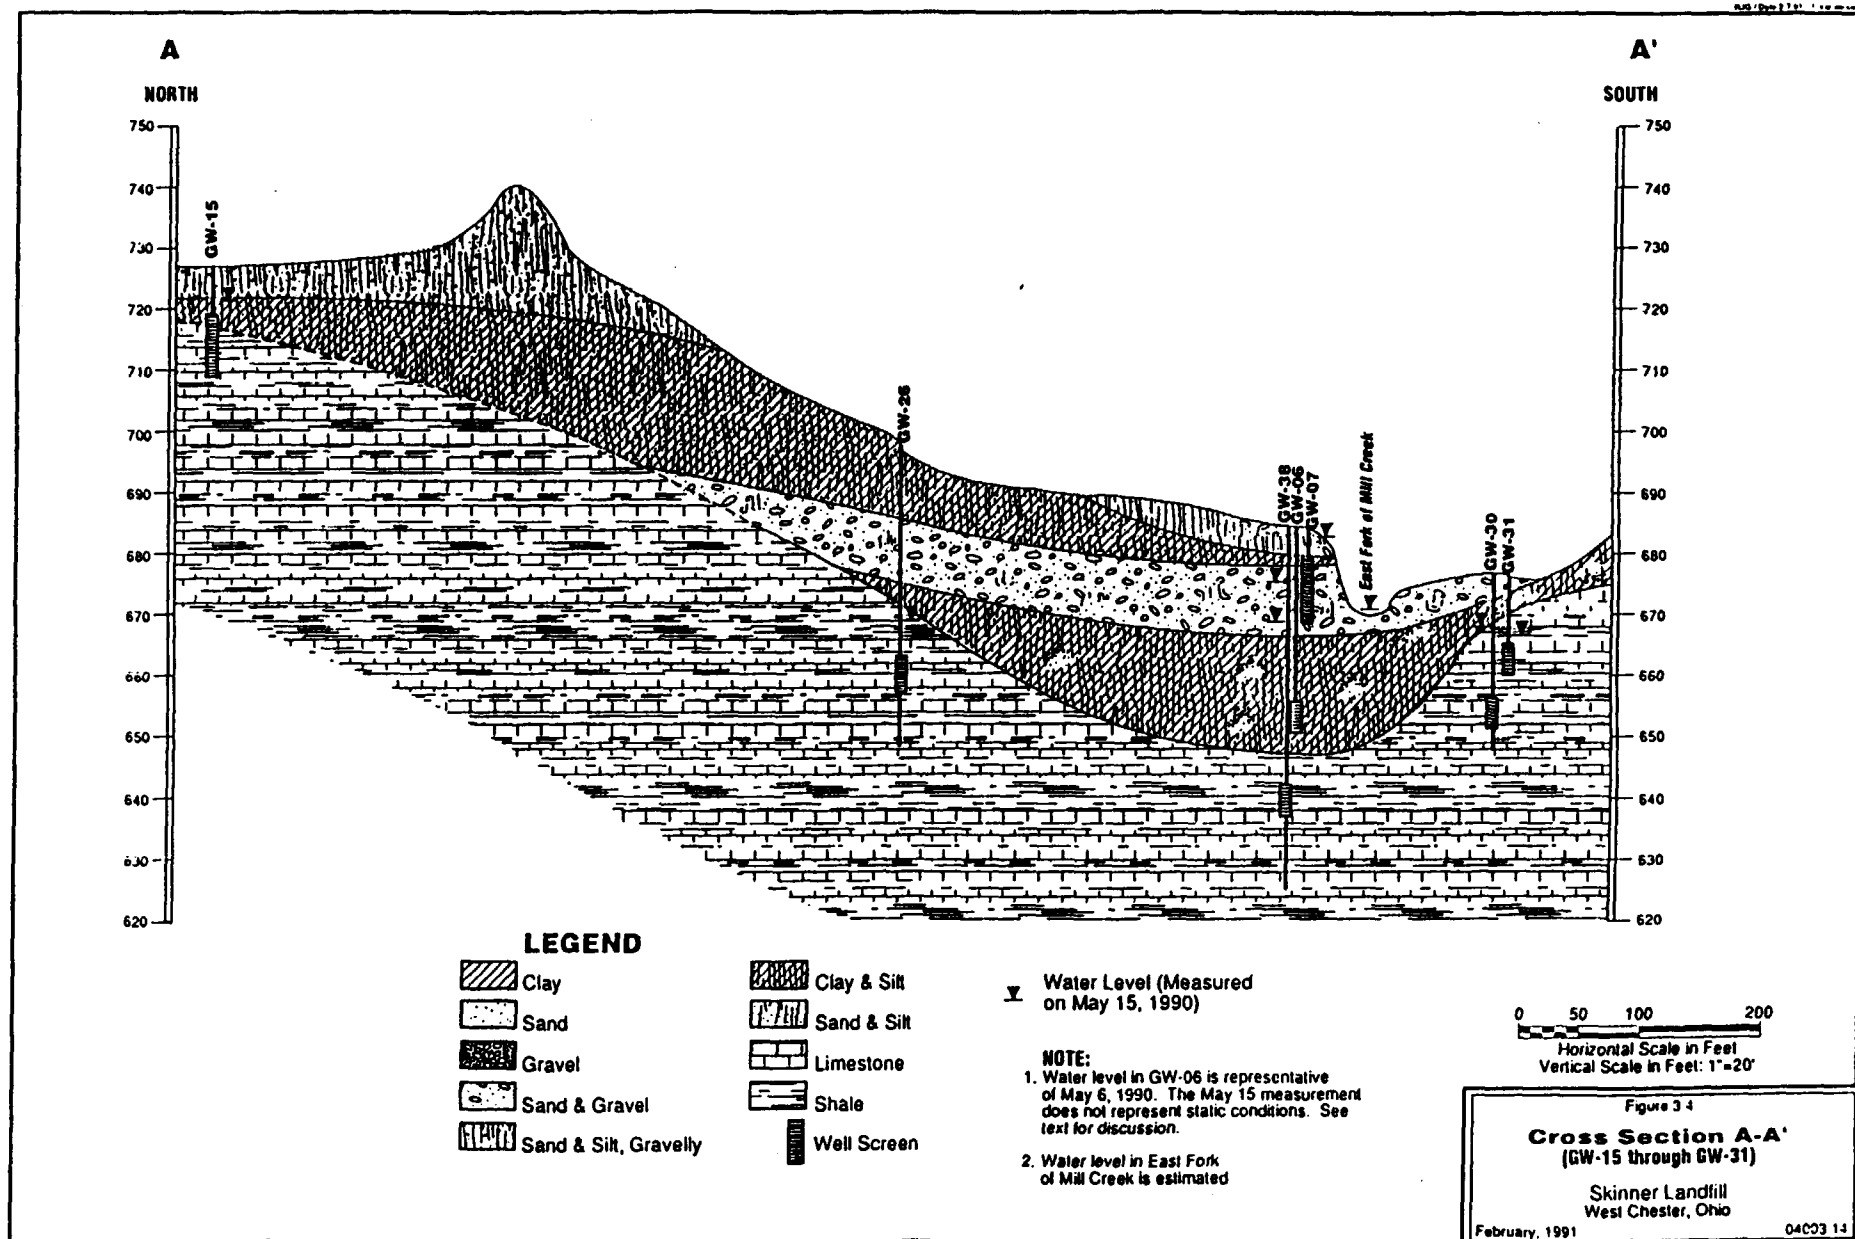 A
A'
NORTH
SOUTH
750
740
730
720
710
700
690
680
670
660
650
640
630
620
750
740
730
720
710
700
690
680
670
660
650
640
630
620
GW-15
GW-26
GW-38
GW-06
GW-07
East Fork of Mill Creek
GW-30
GW-31
LEGEND
Clay
Sand
Gravel
Sand & Gravel
Sand & Silt, Gravelly
Clay & Silt
Sand & Silt
Limestone
Shale
Well Screen
Water Level (Measured
on May 15, 1990)
NOTE:
1. Water level in GW-06 is representative
of May 6, 1990. The May 15 measurement
does not represent static conditions. See
text for discussion.
2. Water level in East Fork
of Mill Creek is estimated
0 50 100 200
Horizontal Scale in Feet
Vertical Scale in Feet: 1"=20'
Figure 3 4
Cross Section A-A'
(GW-15 through GW-31)
Skinner Landfill
West Chester, Ohio
February, 1991 04003 14